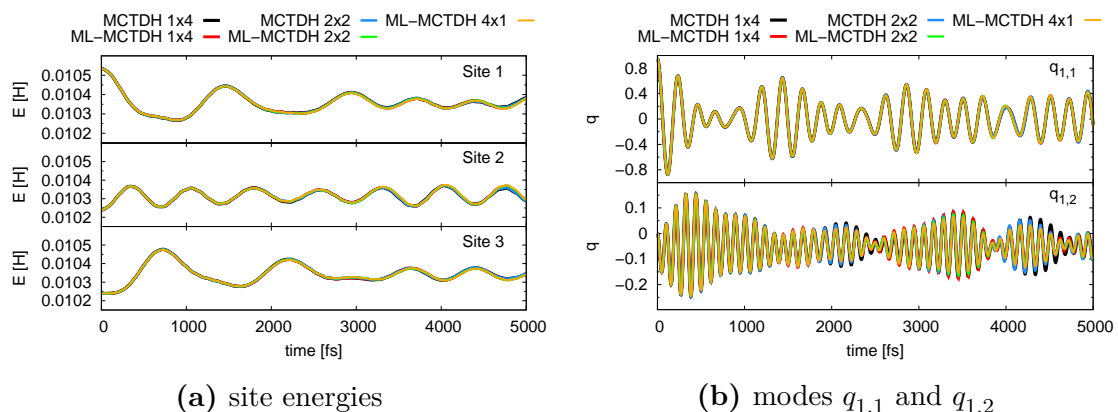 MCTDH 1x4 MCTDH 2x2 ML−MCTDH 4x1
ML−MCTDH 1x4 ML−MCTDH 2x2
Site 1
0.0105
0.0104
0.0103
0.0102
E [H]
Site 2
0.0105
0.0104
0.0103
0.0102
E [H]
Site 3
0.0105
0.0104
0.0103
0.0102
E [H]
0 1000 2000 3000 4000 5000
time [fs]
(a) site energies
MCTDH 1x4 MCTDH 2x2 ML−MCTDH 4x1
ML−MCTDH 1x4 ML−MCTDH 2x2
q1,1
0.8
0.4
0
−0.4
−0.8
q
q1,2
0.1
0
−0.1
−0.2
q
0 1000 2000 3000 4000 5000
time [fs]
(b) modes q1,1 and q1,2